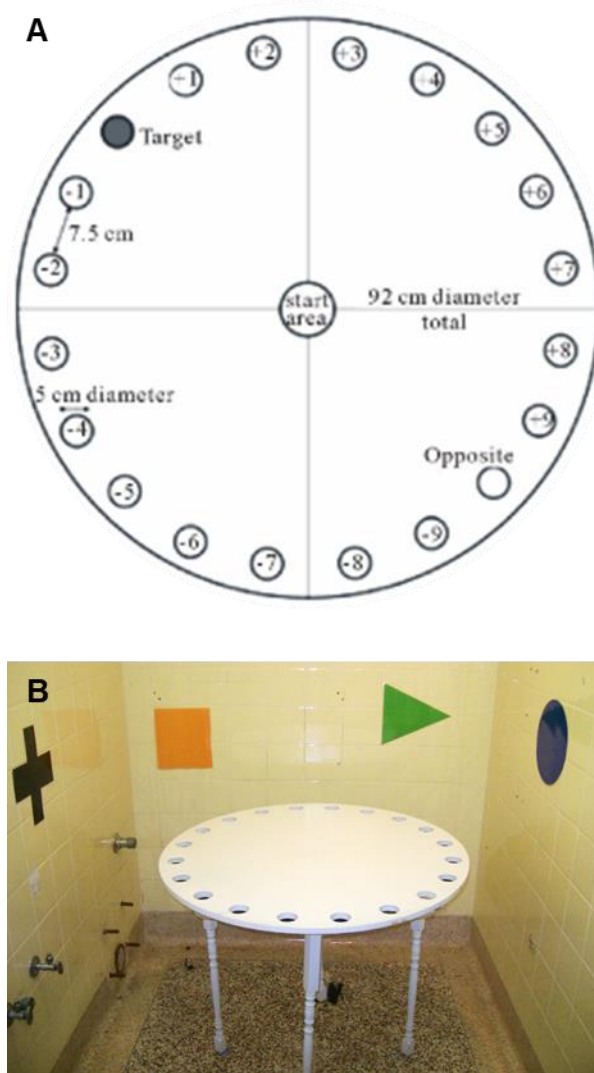 A
+2
+3
+1
+4
Target
+5
-1
+6
7.5 cm
-2
+7
start
area
92 cm diameter
total
-3
+8
5 cm diameter
-4
+9
Opposite
-5
-6
-9
-7
-8
B